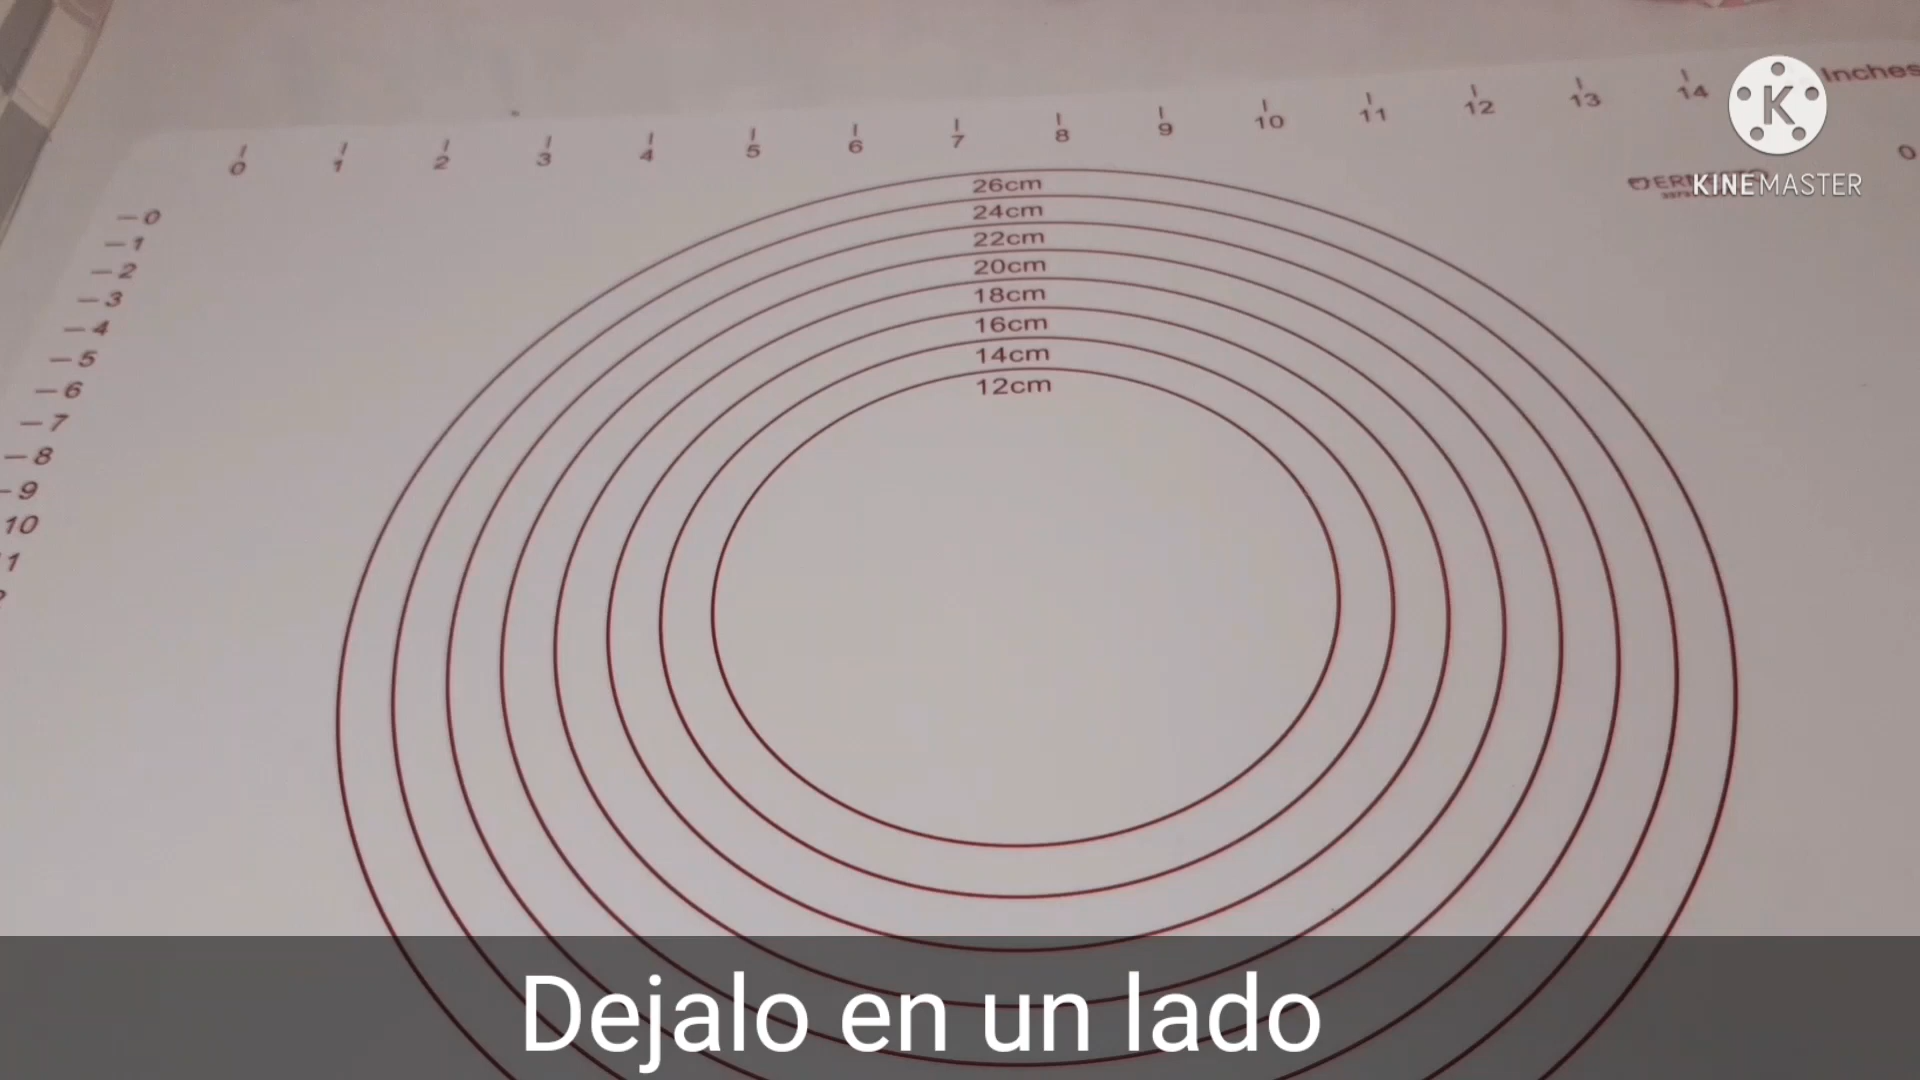 Inches
0 1 2 3 4 5 6 7 8 9 10 11 12 13 14
0
KINEMASTER
0
1
2
3
4
5
6
7
8
9
10
26cm
24cm
22cm
20cm
18cm
16cm
14cm
12cm
Dejalo en un lado